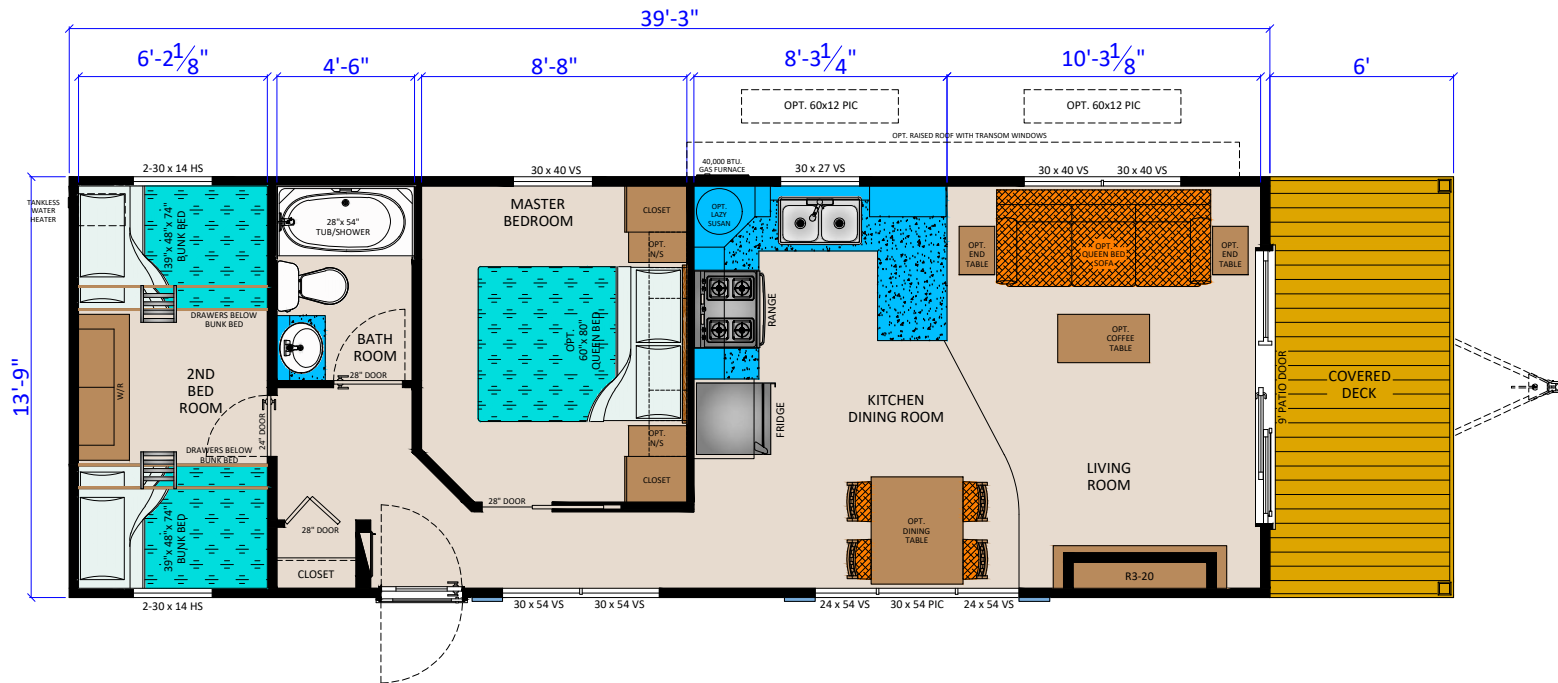 39'-3"
6'-2 1/8"
4'-6"
8'-8"
8'-3 1/4
10'-3 1/8"
6'
OPT. 60x12 PIC
OPT. 60x12 PIC
OPT. RAISED ROOF WITH TRANSOM WINDOWS
2-30 x 14 HS
30 x 40 VS
40,000 BTU.
GAS FURNACE
30 x 27 VS
30 x 40 VS
30 x 40 VS
TANKLESS
WATER
HEATER
13'-9"
39"x 48"x 74"
BUNK BED
28"x 54"
TUB/SHOWER
MASTER
BEDROOM
CLOSET
OPT.
N/S
OPT.
LAZY
SUSAN
OPT.
END
TABLE
OPT.
QUEEN BED
SOFA
OPT.
END
TABLE
DRAWERS BELOW
BUNK BED
W/R
2ND
BED
ROOM
BATH
ROOM
28" DOOR
OPT.
60"x 80"
QUEEN BED
RANGE
OPT.
COFFEE
TABLE
COVERED
DECK
9' PATIO DOOR
24" DOOR
FRIDGE
KITCHEN
DINING ROOM
DRAWERS BELOW
BUNK BED
OPT.
N/S
CLOSET
LIVING
ROOM
39"x 48"x 74"
BUNK BED
28" DOOR
28" DOOR
OPT.
DINING
TABLE
CLOSET
R3-20
2-30 x 14 HS
30 x 54 VS
30 x 54 VS
24 x 54 VS
30 x 54 PIC
24 x 54 VS